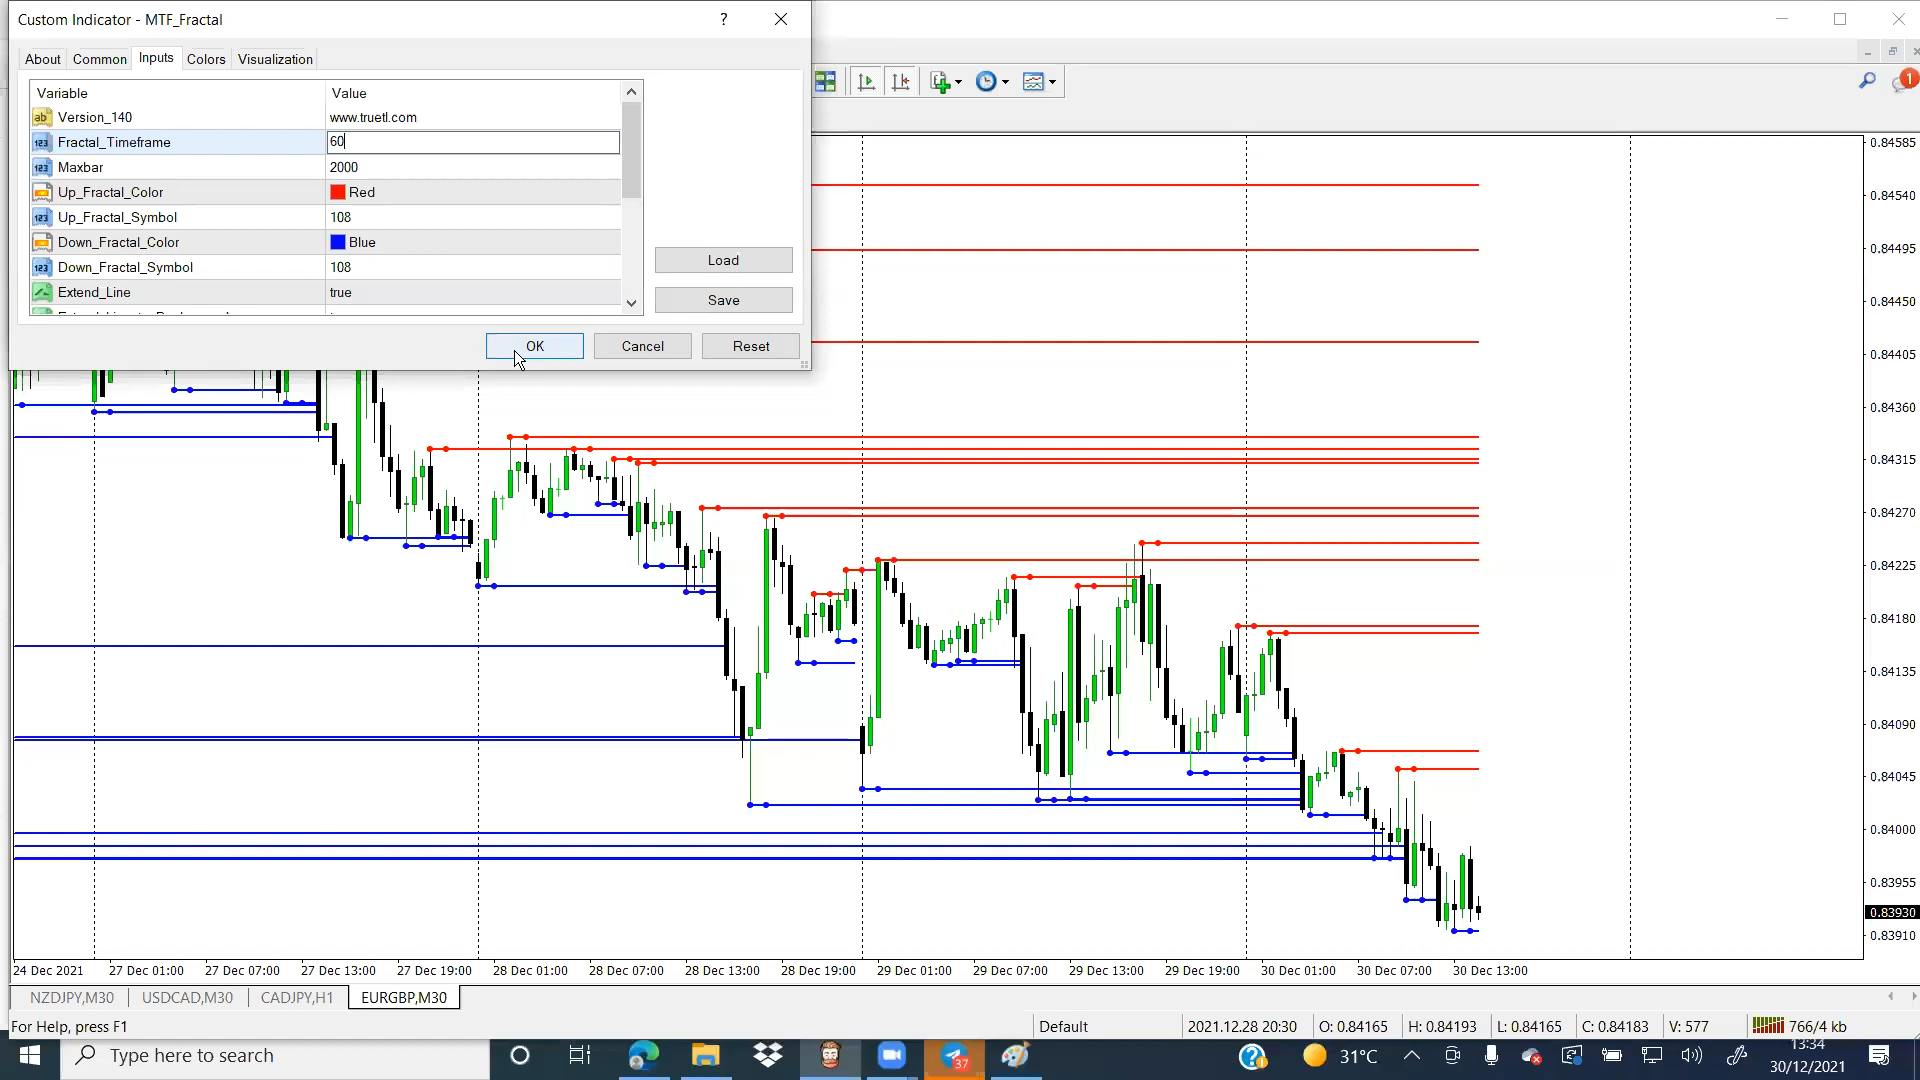 Custom Indicator - MTF_Fractal
?
About Common Inputs Colors Visualization
Variable Value
Version_140 www.truetl.com
Fractal_Timeframe 60
Maxbar 2000
Up_Fractal_Color Red
Up_Fractal_Symbol 108
Down_Fractal_Color Blue
Down_Fractal_Symbol 108
Extend_Line true
Load
Save
OK Cancel Reset
1
0.84585
0.84540
0.84495
0.84450
0.84405
0.84360
0.84315
0.84270
0.84225
0.84180
0.84135
0.84090
0.84045
0.84000
0.83955
0.83930
0.83910
24 Dec 2021 27 Dec 01:00 27 Dec 07:00 27 Dec 13:00 27 Dec 19:00 28 Dec 01:00 28 Dec 07:00 28 Dec 13:00 28 Dec 19:00 29 Dec 01:00 29 Dec 07:00 29 Dec 13:00 29 Dec 19:00 30 Dec 01:00 30 Dec 07:00 30 Dec 13:00
NZDJPY,M30 USDCAD,M30 CADJPY,H1 EURGBP,M30
For Help, press F1 Default 2021.12.28 20:30 O: 0.84165 H: 0.84193 L: 0.84165 C: 0.84183 V: 577 766/4 kb
Type here to search 37 31°C 13:34
30/12/2021